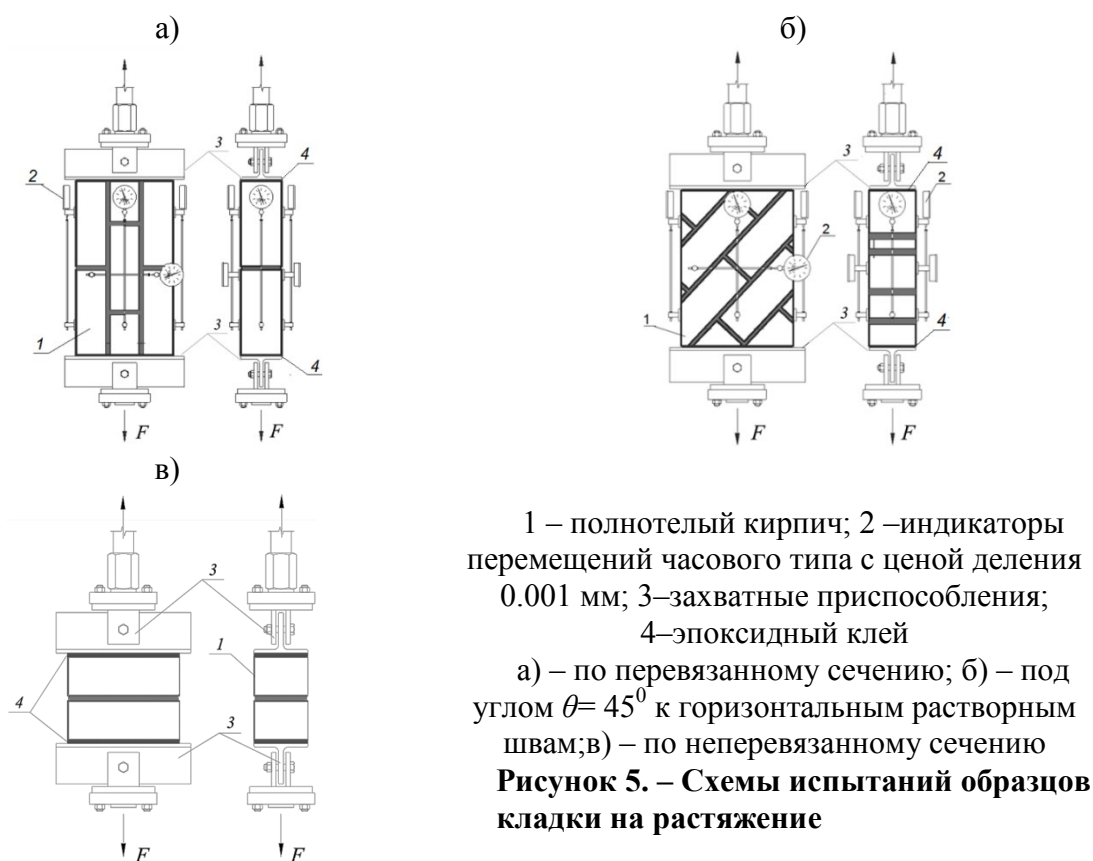 а)
б)
3
4
2
1
3
4
F
F
3
4
2
2
1
3
4
F
F
в)
3
1
4
3
F
F
1 – полнотелый кирпич; 2 –индикаторы
перемещений часового типа с ценой деления
0.001 мм; 3–захватные приспособления;
4–эпоксидный клей
а) – по перевязанному сечению; б) – под
углом θ= 45⁰ к горизонтальным растворным
швам;в) – по неперевязанному сечению
Рисунок 5. – Схемы испытаний образцов
кладки на растяжение